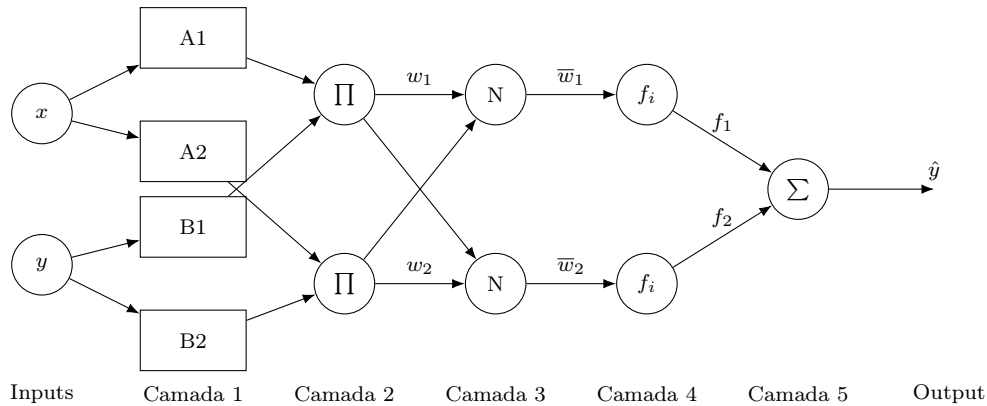 A1
x
∏
w₁
N
w̅₁
fᵢ
f₁
A2
∑
ŷ
B1
f₂
y
∏
w₂
N
w̅₂
fᵢ
B2
Inputs Camada 1 Camada 2 Camada 3 Camada 4 Camada 5 Output